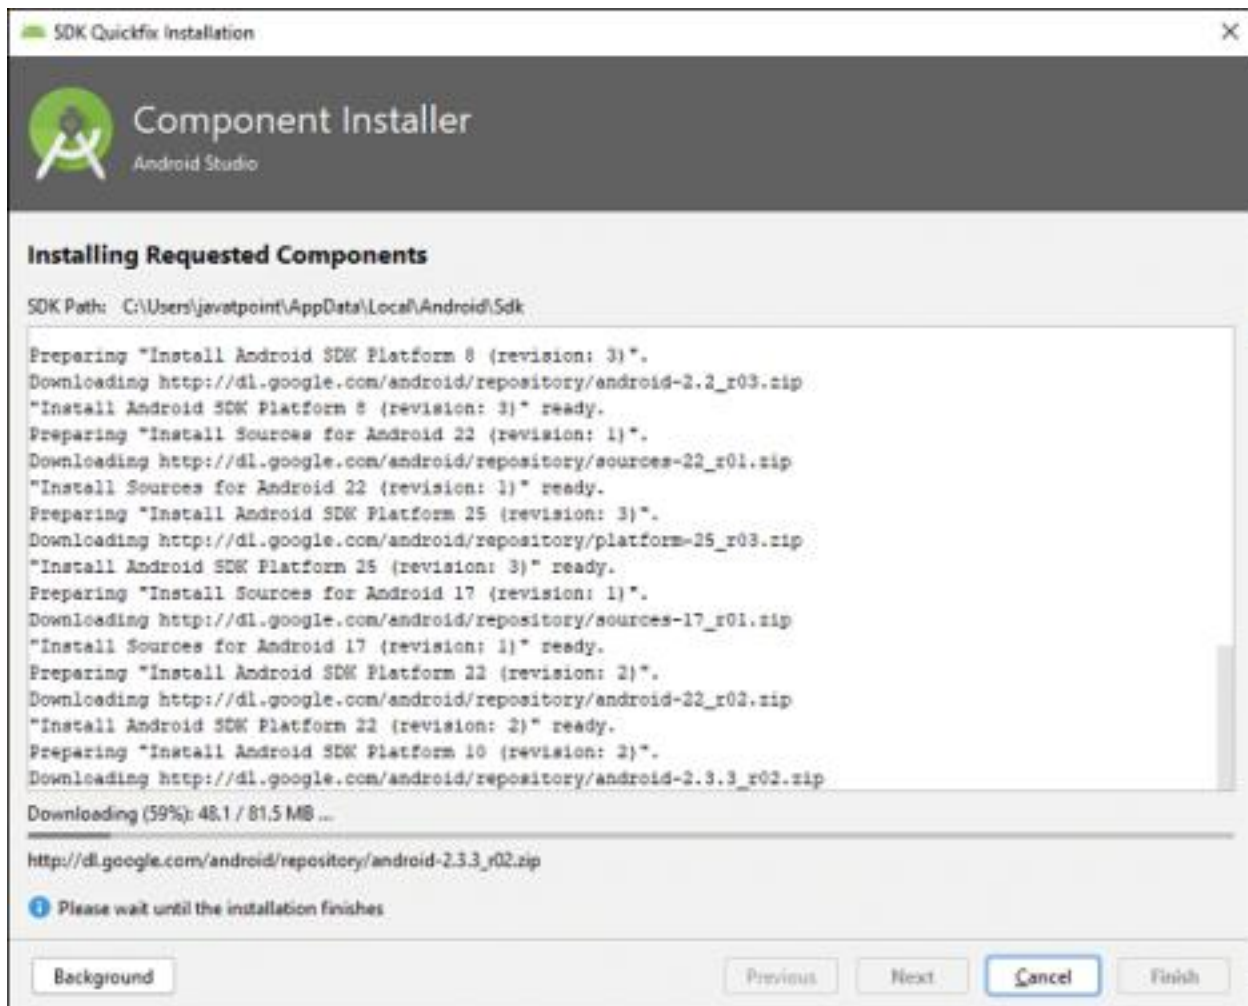 SDK Quickfix Installation
Component Installer
Android Studio
Installing Requested Components
SDK Path: C:\Users\javatpoint\AppData\Local\Android\Sdk
Preparing "Install Android SDK Platform 8 (revision: 3)".
Downloading http://dl.google.com/android/repository/android-2.2_r03.zip
"Install Android SDK Platform 8 (revision: 3)" ready.
Preparing "Install Sources for Android 22 (revision: 1)".
Downloading http://dl.google.com/android/repository/sources-22_r01.zip
"Install Sources for Android 22 (revision: 1)" ready.
Preparing "Install Android SDK Platform 25 (revision: 3)".
Downloading http://dl.google.com/android/repository/platform-25_r03.zip
"Install Android SDK Platform 25 (revision: 3)" ready.
Preparing "Install Sources for Android 17 (revision: 1)".
Downloading http://dl.google.com/android/repository/sources-17_r01.zip
"Install Sources for Android 17 (revision: 1)" ready.
Preparing "Install Android SDK Platform 22 (revision: 2)".
Downloading http://dl.google.com/android/repository/android-22_r02.zip
"Install Android SDK Platform 22 (revision: 2)" ready.
Preparing "Install Android SDK Platform 10 (revision: 2)".
Downloading http://dl.google.com/android/repository/android-2.3.3_r02.zip
Downloading (59%): 48.1 / 81.5 MB ...
http://dl.google.com/android/repository/android-2.3.3_r02.zip
Please wait until the installation finishes
Background Previous Next Cancel Finish